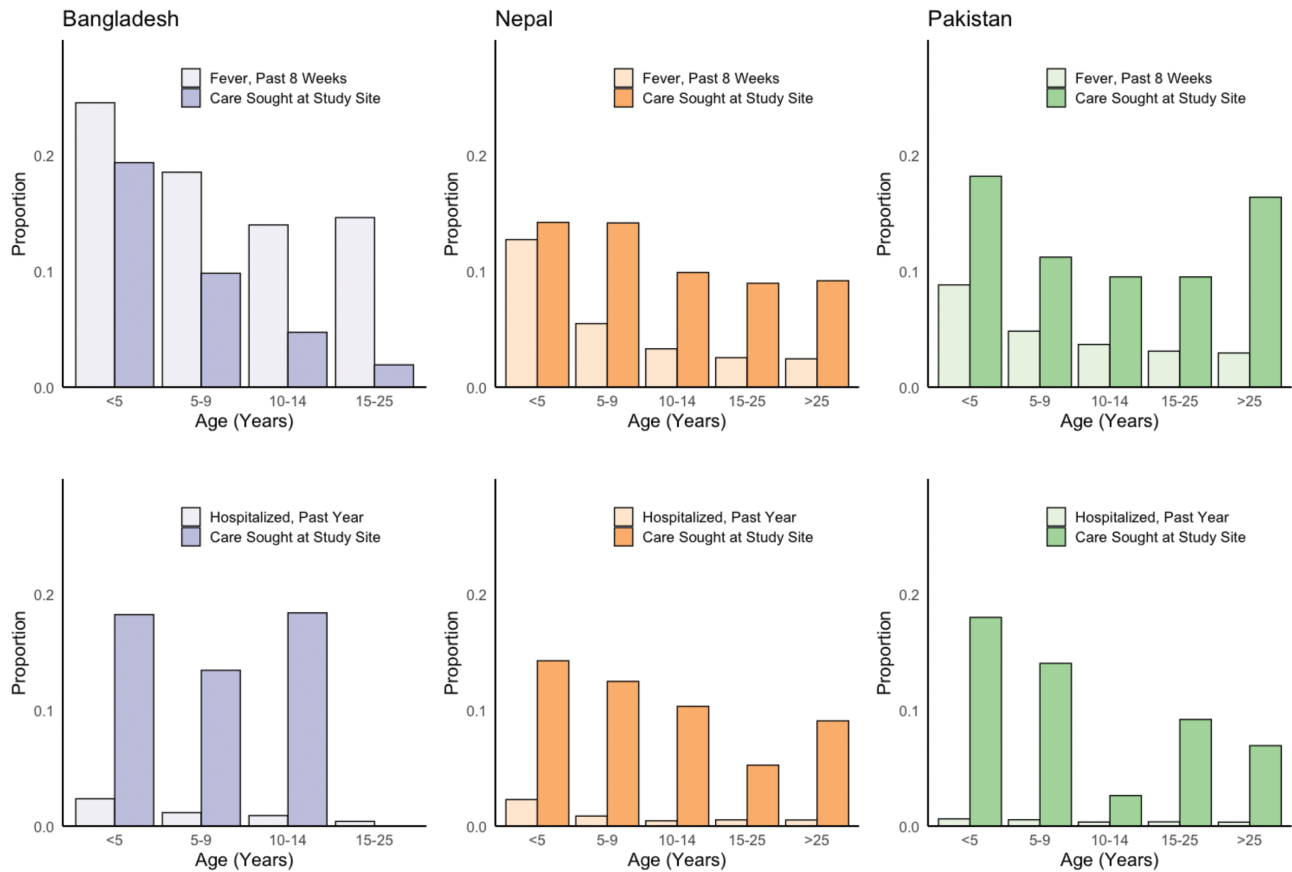 Bangladesh
Fever, Past 8 Weeks
Care Sought at Study Site
Proportion
0.2
0.1
0.0
<5 5-9 10-14 15-25
Age (Years)
Nepal
Fever, Past 8 Weeks
Care Sought at Study Site
Proportion
0.2
0.1
0.0
<5 5-9 10-14 15-25 >25
Age (Years)
Pakistan
Fever, Past 8 Weeks
Care Sought at Study Site
Proportion
0.2
0.1
0.0
<5 5-9 10-14 15-25 >25
Age (Years)
Hospitalized, Past Year
Care Sought at Study Site
Proportion
0.2
0.1
0.0
<5 5-9 10-14 15-25
Age (Years)
Hospitalized, Past Year
Care Sought at Study Site
Proportion
0.2
0.1
0.0
<5 5-9 10-14 15-25 >25
Age (Years)
Hospitalized, Past Year
Care Sought at Study Site
Proportion
0.2
0.1
0.0
<5 5-9 10-14 15-25 >25
Age (Years)